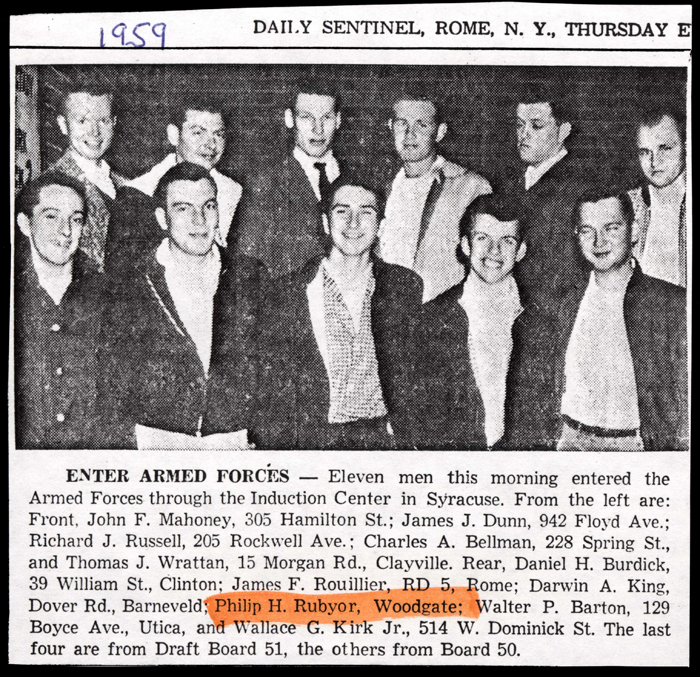 1959
DAILY SENTINEL, ROME, N. Y., THURSDAY E
ENTER ARMED FORCES — Eleven men this morning entered the
Armed Forces through the Induction Center in Syracuse. From the left are:
Front, John F. Mahoney, 305 Hamilton St.; James J. Dunn, 942 Floyd Ave.;
Richard J. Russell, 205 Rockwell Ave.; Charles A. Bellman, 228 Spring St.,
and Thomas J. Wrattan, 15 Morgan Rd., Clayville. Rear, Daniel H. Burdick,
39 William St., Clinton; James F. Rouillier, RD 5, Rome; Darwin A. King,
Dover Rd., Barneveld; Philip H. Rubyor, Woodgate; Walter P. Barton, 129
Boyce Ave., Utica, and Wallace G. Kirk Jr., 514 W. Dominick St. The last
four are from Draft Board 51, the others from Board 50.